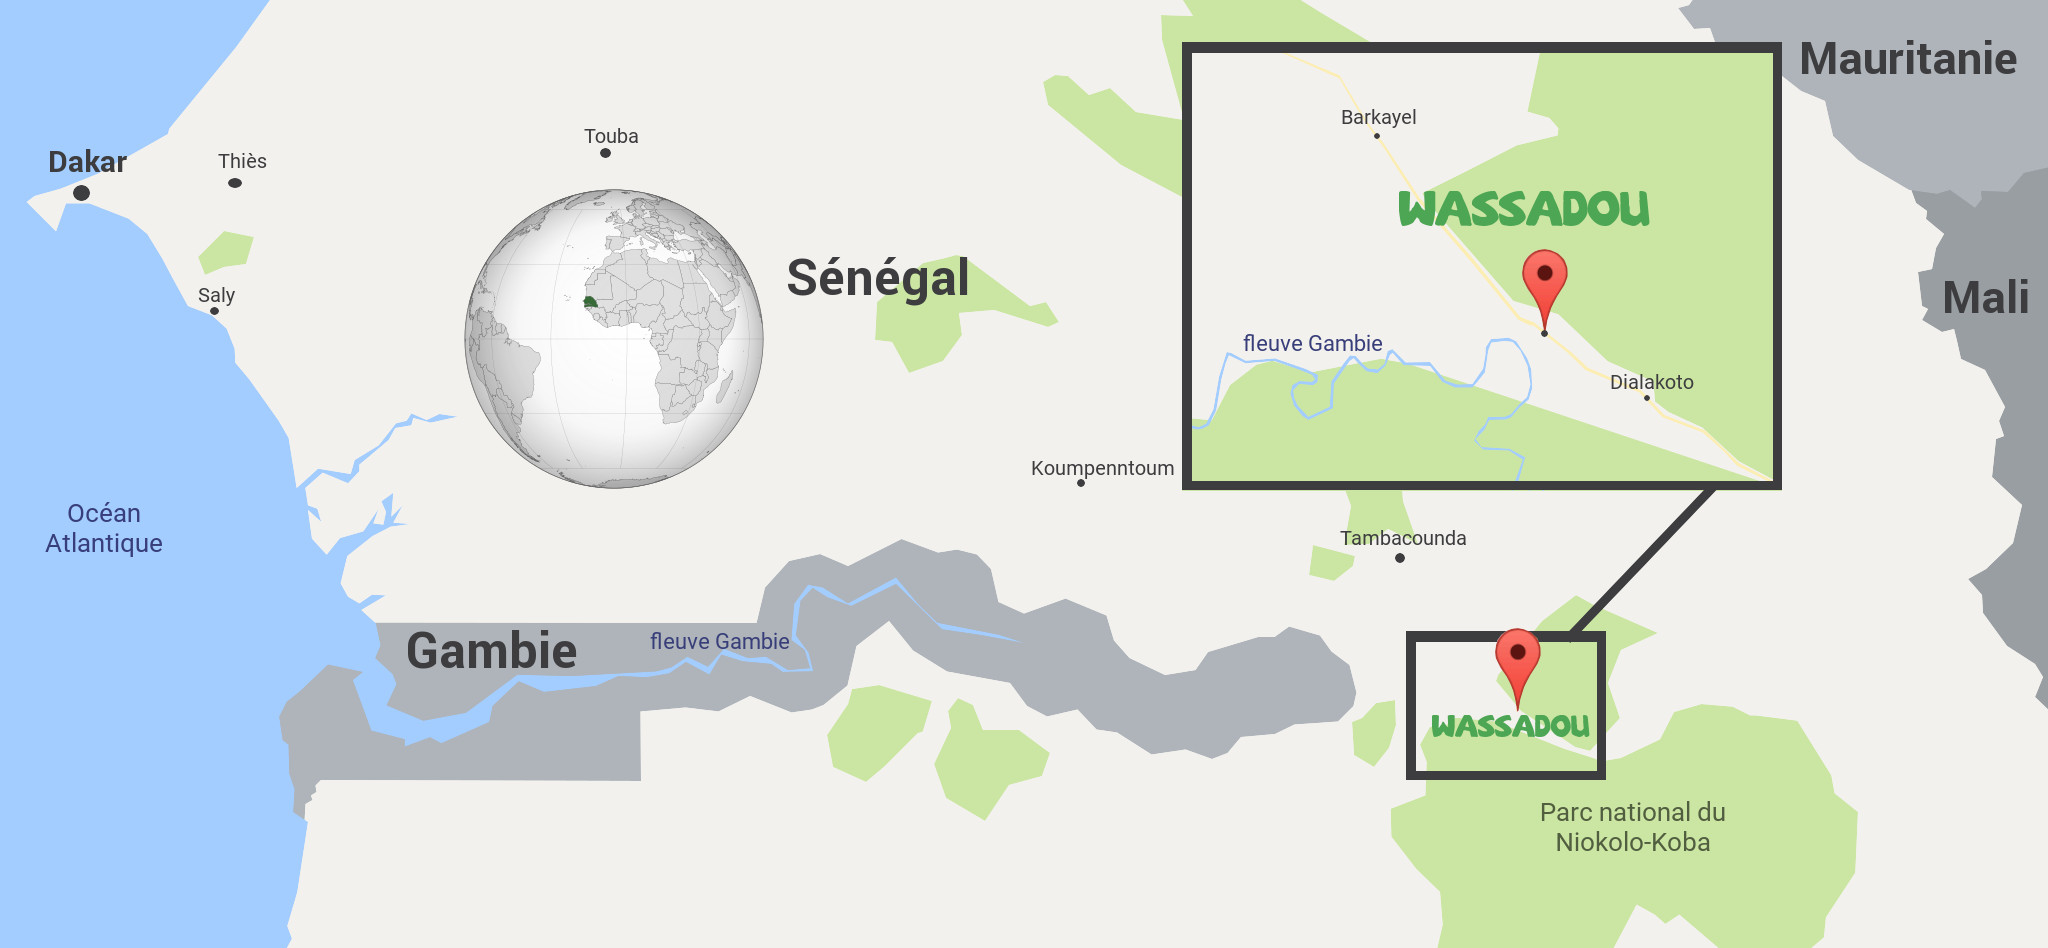 Mauritanie
Barkayel
Dakar
Thiès
Touba
WASSADOU
Sénégal
Saly
Mali
fleuve Gambie
Dialakoto
Koumpenntoum
Océan
Atlantique
Tambacounda
Gambie
fleuve Gambie
WASSADOU
Parc national du
Niokolo-Koba